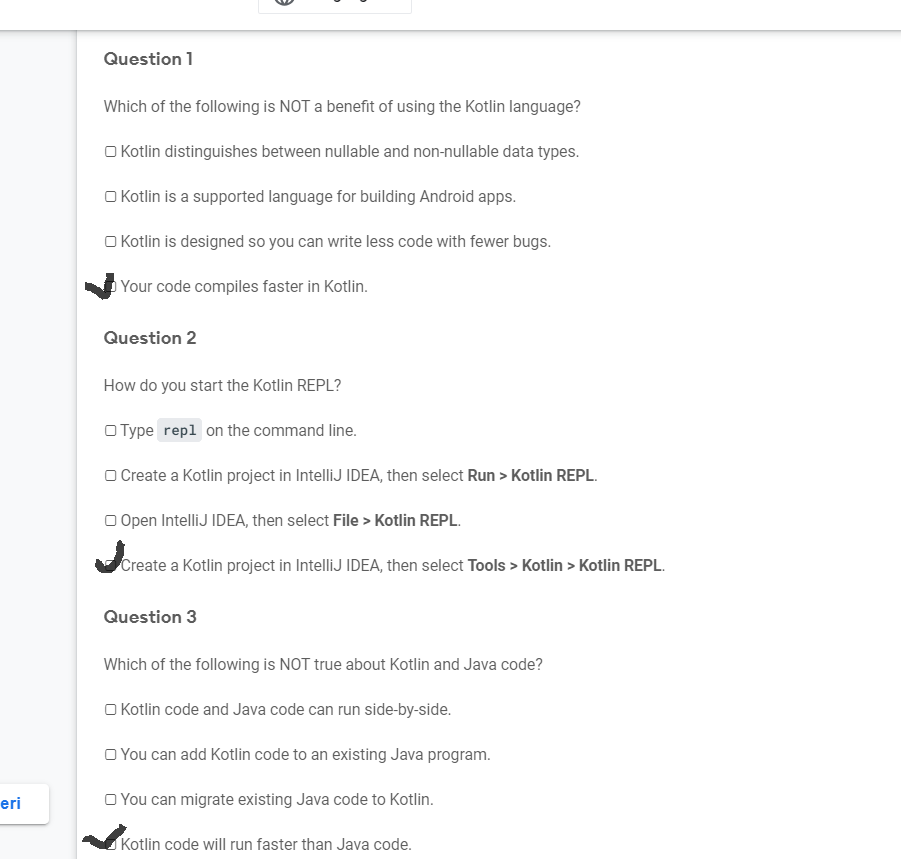 Question 1
Which of the following is NOT a benefit of using the Kotlin language?
Kotlin distinguishes between nullable and non-nullable data types.
Kotlin is a supported language for building Android apps.
Kotlin is designed so you can write less code with fewer bugs.
Your code compiles faster in Kotlin.
Question 2
How do you start the Kotlin REPL?
Type repl on the command line.
Create a Kotlin project in IntelliJ IDEA, then select Run > Kotlin REPL.
Open IntelliJ IDEA, then select File > Kotlin REPL.
Create a Kotlin project in IntelliJ IDEA, then select Tools > Kotlin > Kotlin REPL.
Question 3
Which of the following is NOT true about Kotlin and Java code?
Kotlin code and Java code can run side-by-side.
You can add Kotlin code to an existing Java program.
You can migrate existing Java code to Kotlin.
eri
Kotlin code will run faster than Java code.